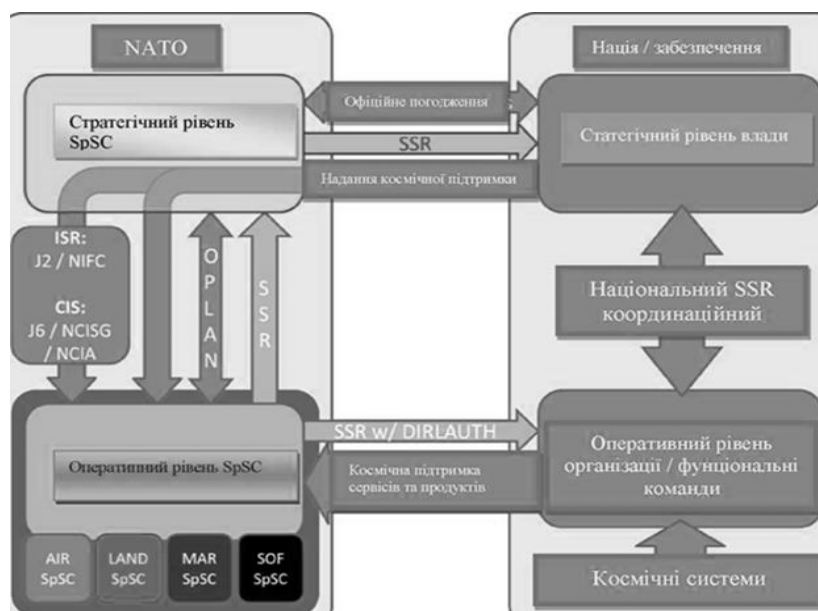 NATO
Нація / забезпечення
Стратегічний рівень
SpSC
Офіційне погодження s
SSR
Надання космічної підтримки
Статегічний рівень влади
ISR:
J2 / NIFC
CIS:
J6 / NCISG
/ NCIA
OPLAN
SSR
Національний SSR
координаційний
Оперативний рівень SpSC
SSR w/ DIRLAUTH
Космічна підтримка
сервісів та продуктів
Оперативний рівень
організації / фунціональні
команди
AIR
SpSC
LAND
SpSC
MAR
SpSC
SOF
SpSC
Космічні системи